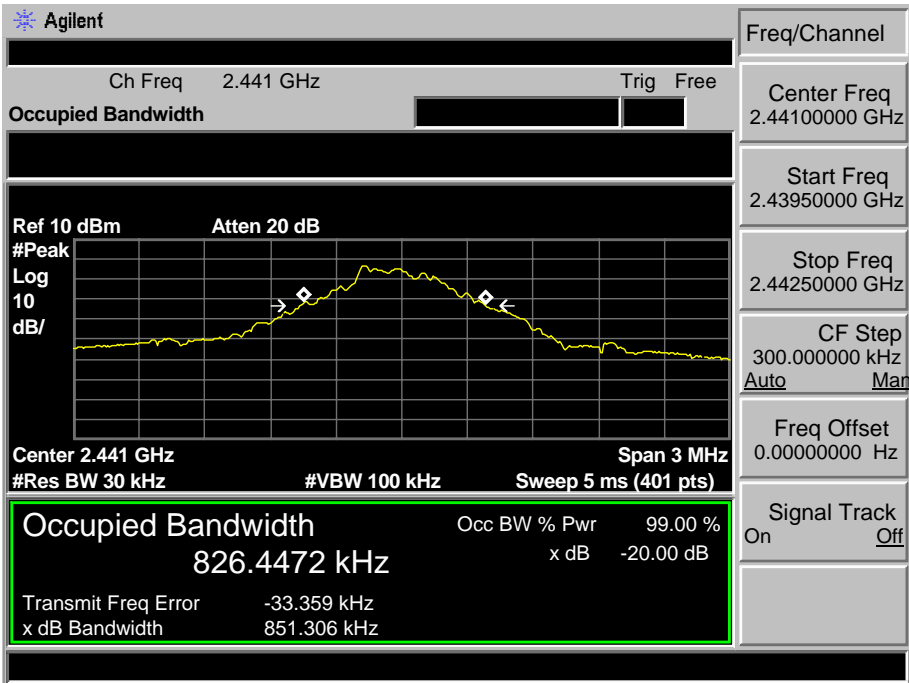 Agilent
Freq/Channel
Ch Freq 2.441 GHz Trig Free
Occupied Bandwidth
Center Freq
2.44100000 GHz
Start Freq
2.43950000 GHz
Stop Freq
2.44250000 GHz
CF Step
300.000000 kHz
Auto Man
Freq Offset
0.00000000 Hz
Signal Track
On Off
Ref 10 dBm Atten 20 dB
#Peak
Log
10
dB/
Center 2.441 GHz Span 3 MHz
#Res BW 30 kHz #VBW 100 kHz Sweep 5 ms (401 pts)
Occupied Bandwidth Occ BW % Pwr 99.00 %
826.4472 kHz x dB -20.00 dB
Transmit Freq Error -33.359 kHz
x dB Bandwidth 851.306 kHz